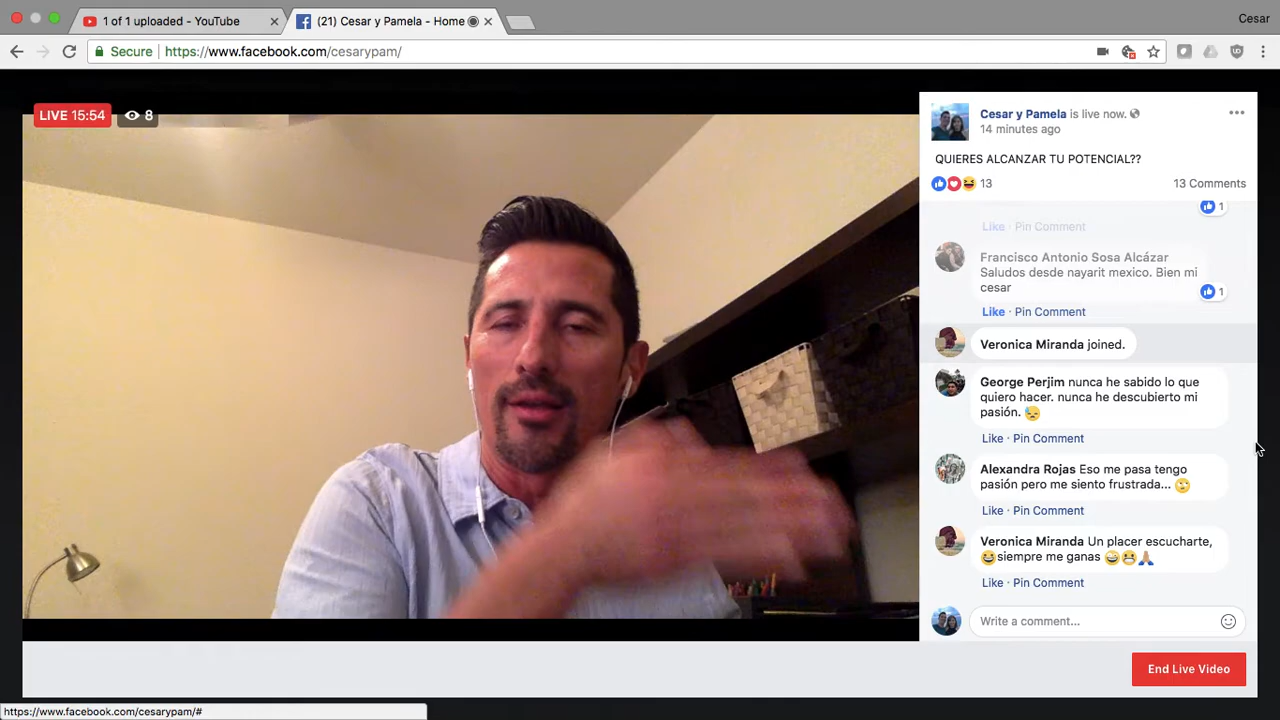 1 of 1 uploaded - YouTube
(21) Cesar y Pamela - Home
Cesar
Secure
https://www.facebook.com/cesarypam/
LIVE 15:54
8
Cesar y Pamela is live now.
14 minutes ago
QUIERES ALCANZAR TU POTENCIAL??
13
13 Comments
1
Like · Pin Comment
Francisco Antonio Sosa Alcázar
Saludos desde nayarit mexico. Bien mi
cesar
1
Like · Pin Comment
Veronica Miranda joined.
George Perjim nunca he sabido lo que
quiero hacer. nunca he descubierto mi
pasión. 😓
Like · Pin Comment
Alexandra Rojas Eso me pasa tengo
pasión pero me siento frustrada... 🙄
Like · Pin Comment
Veronica Miranda Un placer escucharte,
😂siempre me ganas 😜😬🙏🏽
Like · Pin Comment
Write a comment...
End Live Video
https://www.facebook.com/cesarypam/#